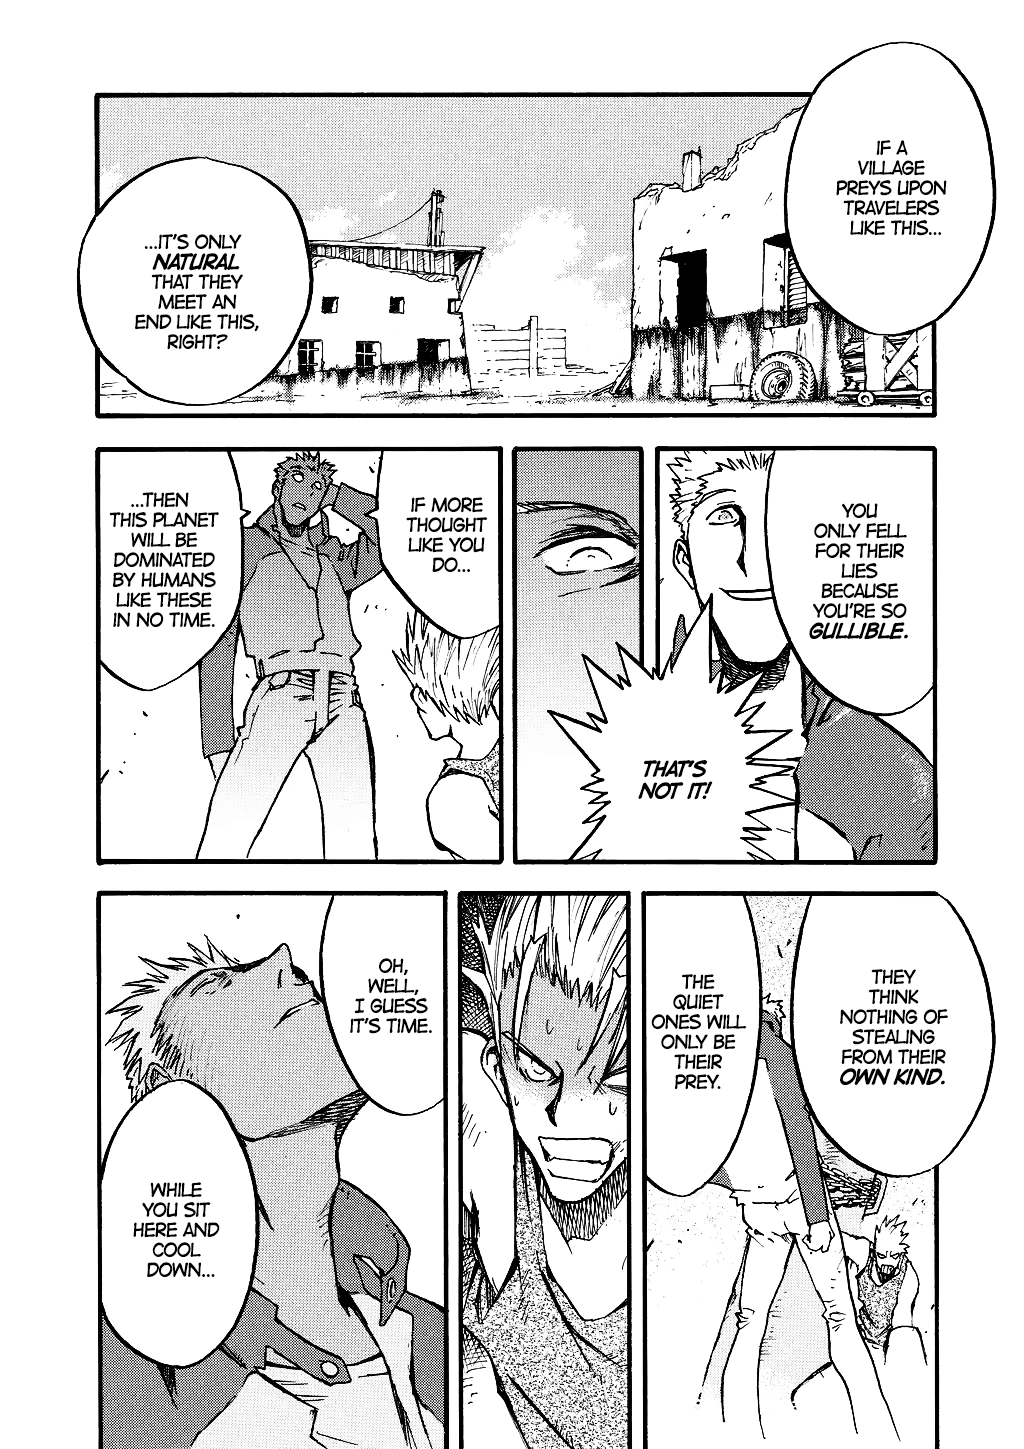 IF A
VILLAGE
PREYS UPON
TRAVELERS
LIKE THIS...
...IT'S ONLY
NATURAL
THAT THEY
MEET AN
END LIKE THIS,
RIGHT?
YOU
ONLY FELL
FOR THEIR
LIES
BECAUSE
YOU'RE SO
GULLIBLE.
THAT'S
NOT IT!
IF MORE
THOUGHT
LIKE YOU
DO...
...THEN
THIS PLANET
WILL BE
DOMINATED
BY HUMANS
LIKE THESE
IN NO TIME.
THEY
THINK
NOTHING OF
STEALING
FROM THEIR
OWN KIND.
THE
QUIET
ONES WILL
ONLY BE
THEIR
PREY.
OH,
WELL,
I GUESS
IT'S TIME.
WHILE
YOU SIT
HERE AND
COOL
DOWN...